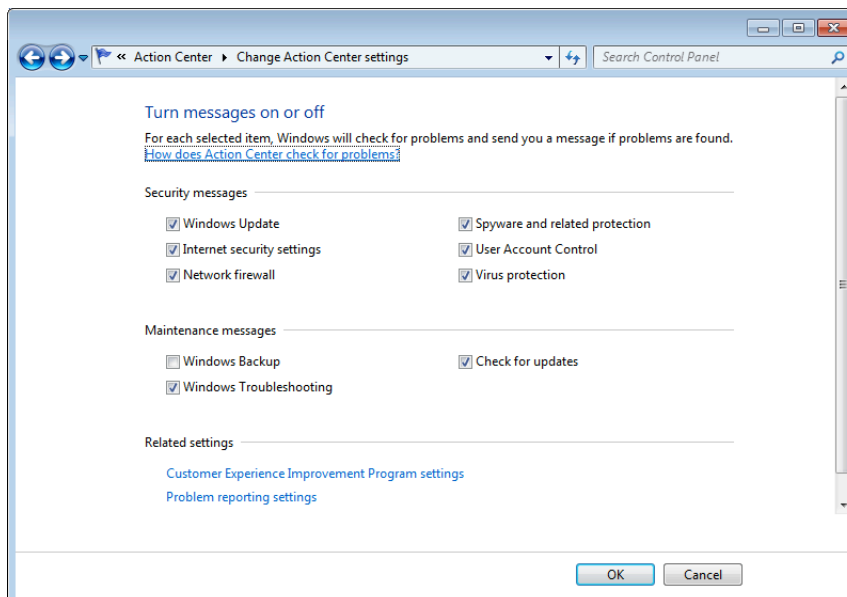 « Action Center ▸ Change Action Center settings
Search Control Panel
Turn messages on or off
For each selected item, Windows will check for problems and send you a message if problems are found.
How does Action Center check for problems?
Security messages
Windows Update
Spyware and related protection
Internet security settings
User Account Control
Network firewall
Virus protection
Maintenance messages
Windows Backup
Check for updates
Windows Troubleshooting
Related settings
Customer Experience Improvement Program settings
Problem reporting settings
OK
Cancel